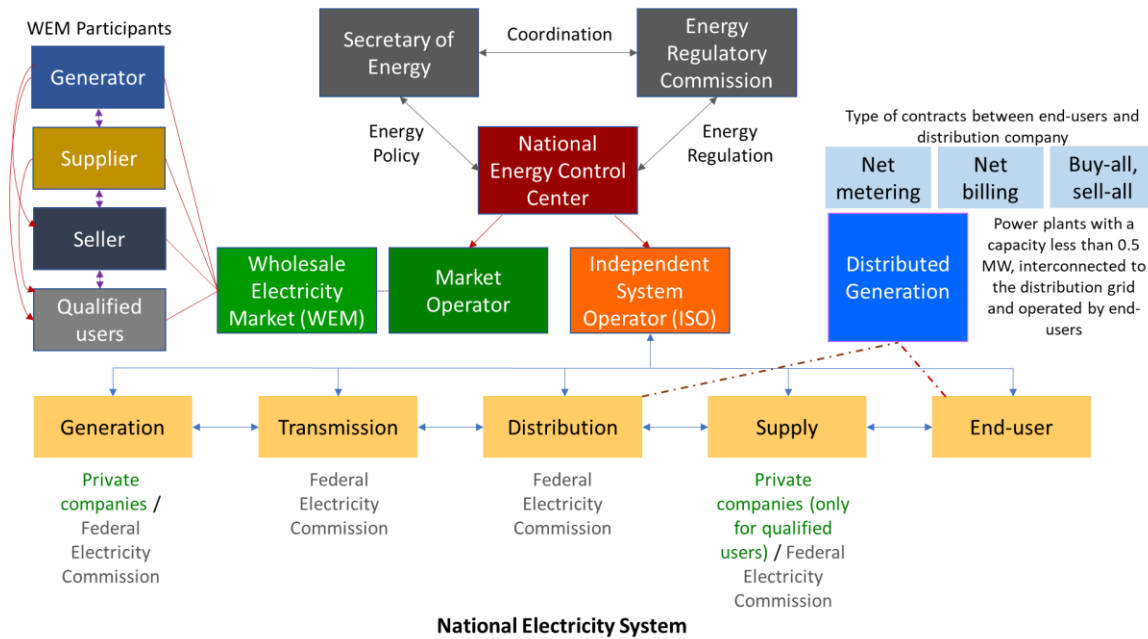 WEM Participants
Generator
Supplier
Seller
Qualified
users
Secretary of
Energy
Coordination
Energy
Regulatory
Commission
Energy
Policy
National
Energy Control
Center
Energy
Regulation
Wholesale
Electricity
Market (WEM)
Market
Operator
Independent
System
Operator (ISO)
Type of contracts between end-users and
distribution company
Net
metering
Net
billing
Buy-all,
sell-all
Distributed
Generation
Power plants with a
capacity less than 0.5
MW, interconnected to
the distribution grid
and operated by end-
users
Generation
Transmission
Distribution
Supply
End-user
Private
companies /
Federal
Electricity
Commission
Federal
Electricity
Commission
Federal
Electricity
Commission
Private
companies (only
for qualified
users) / Federal
Electricity
Commission
National Electricity System